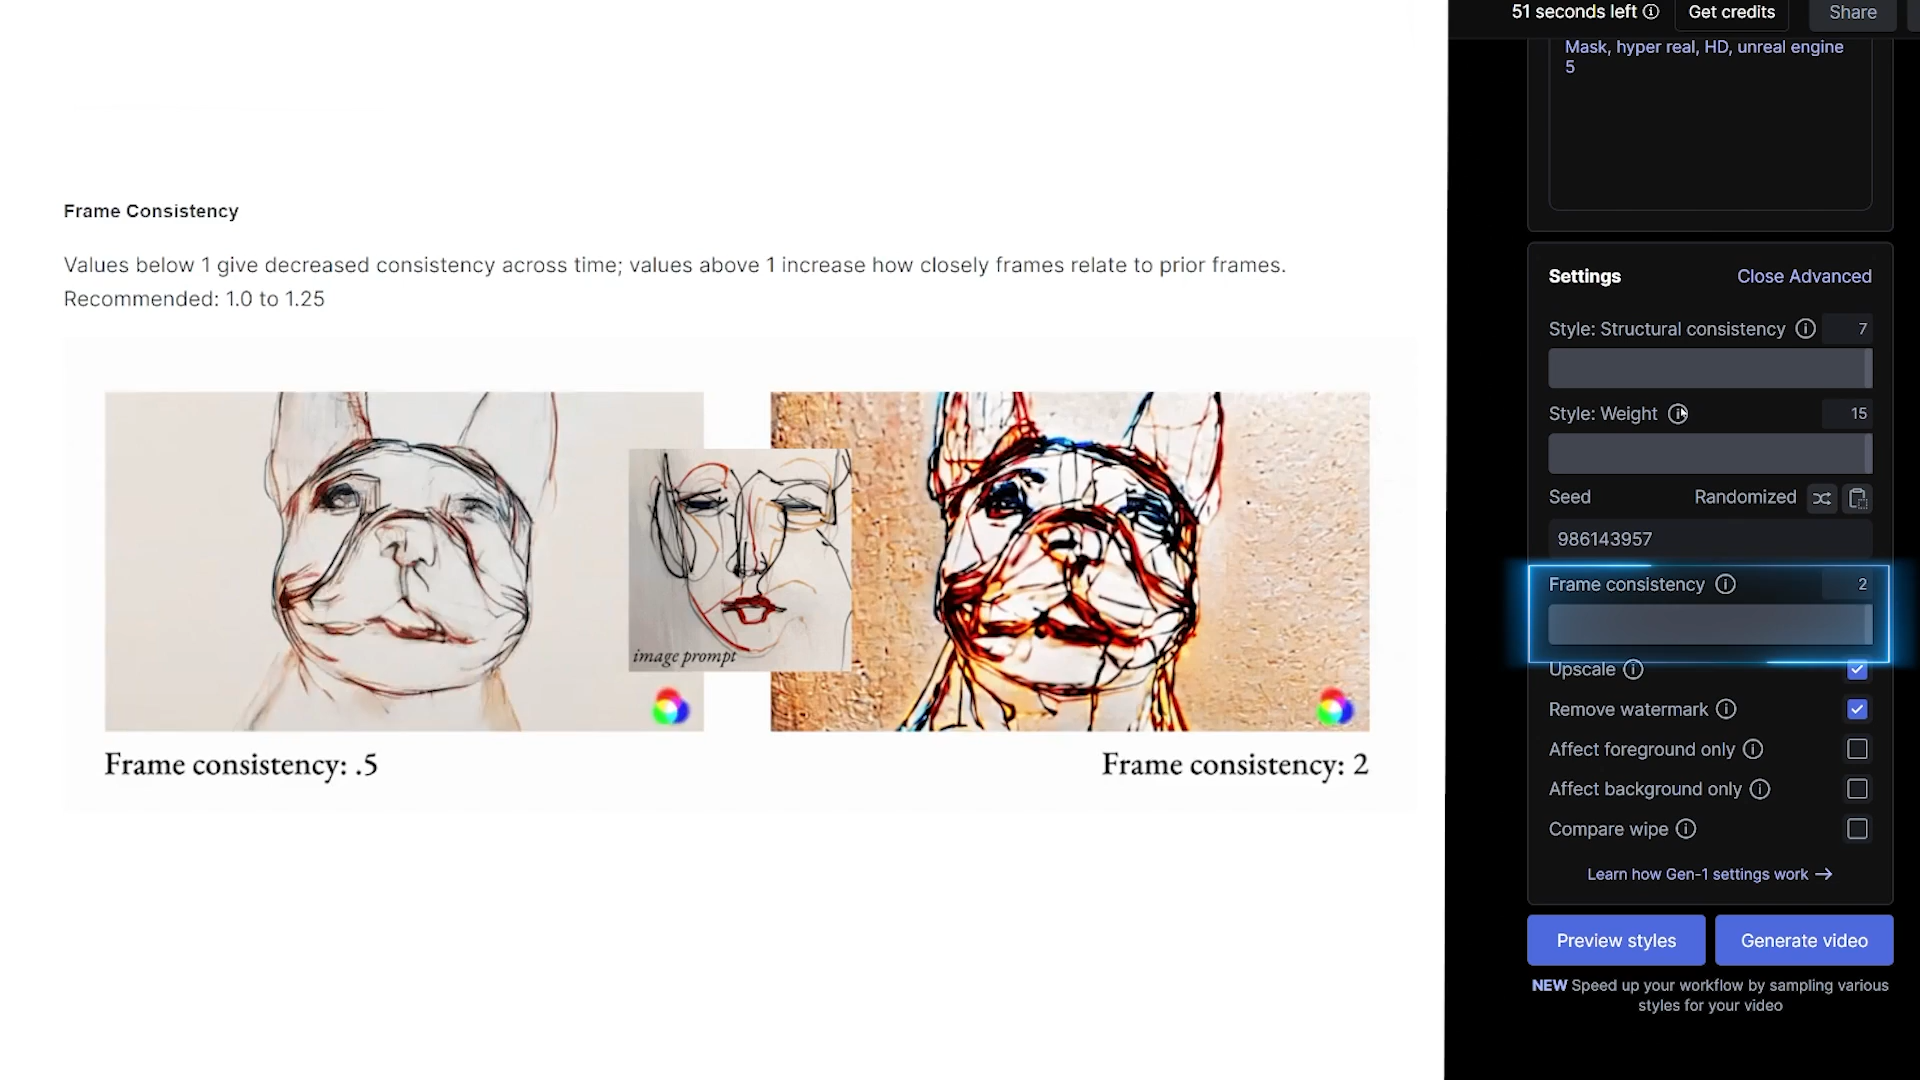 Frame Consistency
Values below 1 give decreased consistency across time; values above 1 increase how closely frames relate to prior frames.
Recommended: 1.0 to 1.25
image prompt
Frame consistency: .5
Frame consistency: 2
51 seconds left
Get credits
Share
Mask, hyper real, HD, unreal engine
5
Settings
Close Advanced
Style: Structural consistency
7
Style: Weight
15
Seed
Randomized
986143957
Frame consistency
2
Upscale
Remove watermark
Affect foreground only
Affect background only
Compare wipe
Learn how Gen-1 settings work →
Preview styles
Generate video
NEW Speed up your workflow by sampling various
styles for your video